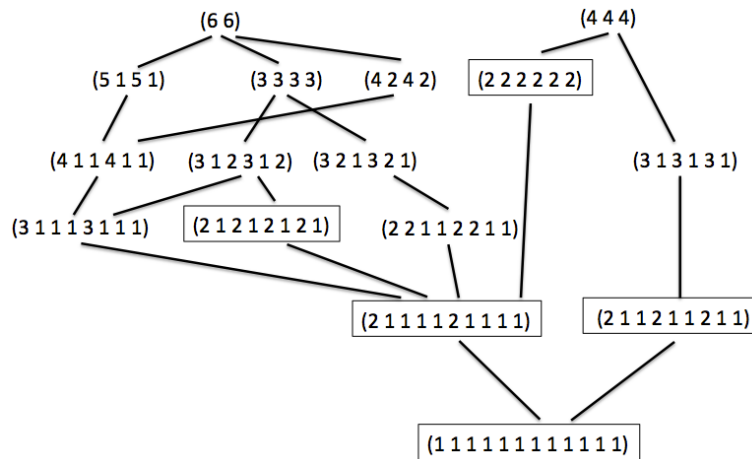 (6 6)
(4 4 4)
(5 1 5 1)
(3 3 3 3)
(4 2 4 2)
(2 2 2 2 2 2)
(4 1 1 4 1 1)
(3 1 2 3 1 2)
(3 2 1 3 2 1)
(3 1 3 1 3 1)
(3 1 1 1 3 1 1 1)
(2 1 2 1 2 1 2 1)
(2 2 1 1 2 2 1 1)
(2 1 1 1 1 2 1 1 1 1)
(2 1 1 2 1 1 2 1 1)
(1 1 1 1 1 1 1 1 1 1 1 1)